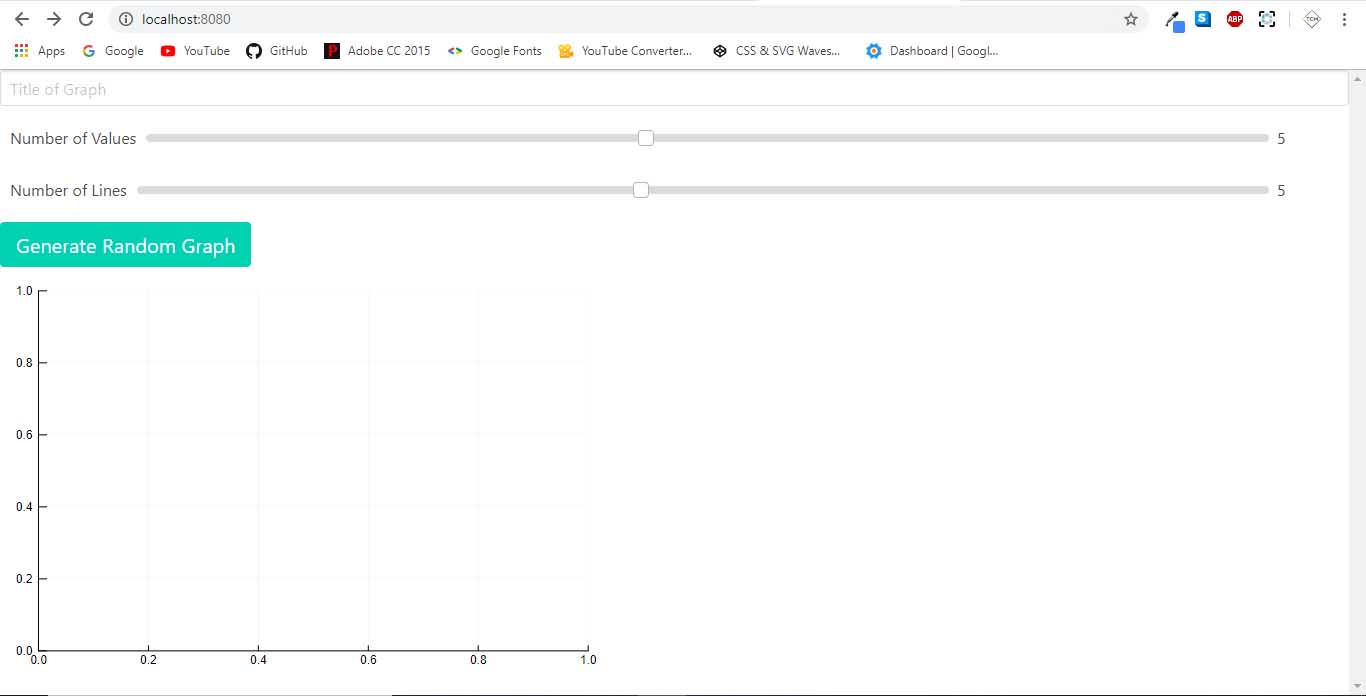 localhost:8080
S ABP TCM
Apps Google YouTube GitHub P Adobe CC 2015 Google Fonts YouTube Converter... CSS & SVG Waves... Dashboard | Googl...
Title of Graph
Number of Values 5
Number of Lines 5
Generate Random Graph
1.0
0.8
0.6
0.4
0.2
0.0
0.0 0.2 0.4 0.6 0.8 1.0